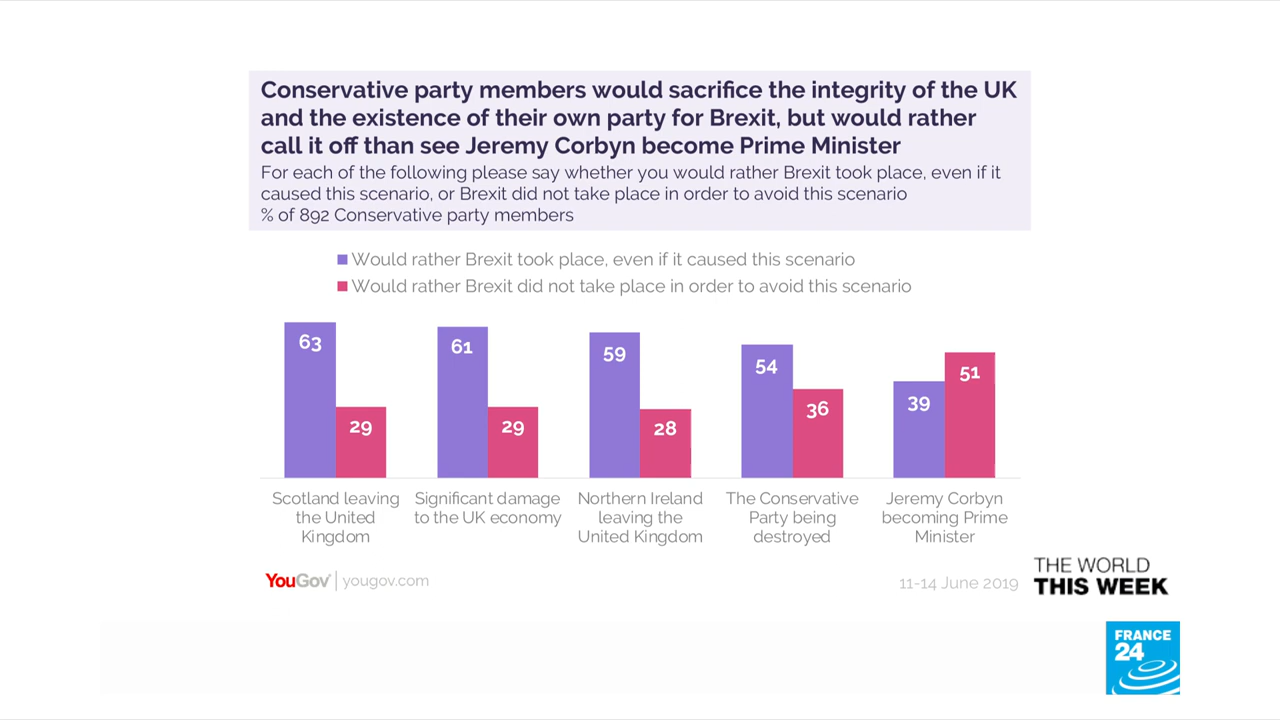 Conservative party members would sacrifice the integrity of the UK
and the existence of their own party for Brexit, but would rather
call it off than see Jeremy Corbyn become Prime Minister
For each of the following please say whether you would rather Brexit took place, even if it
caused this scenario, or Brexit did not take place in order to avoid this scenario
% of 892 Conservative party members
Would rather Brexit took place, even if it caused this scenario
Would rather Brexit did not take place in order to avoid this scenario
63
29
61
29
59
28
54
36
39
51
Scotland leaving
the United
Kingdom
Significant damage
to the UK economy
Northern Ireland
leaving the
United Kingdom
The Conservative
Party being
destroyed
Jeremy Corbyn
becoming Prime
Minister
YouGov | yougov.com
11-14 June 2019
THE WORLD
THIS WEEK
FRANCE
24